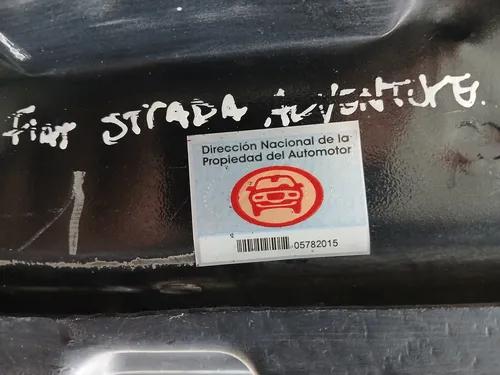 Fiat STRADA ADVENTURE.
Dirección Nacional de la
Propiedad del Automotor
05782015